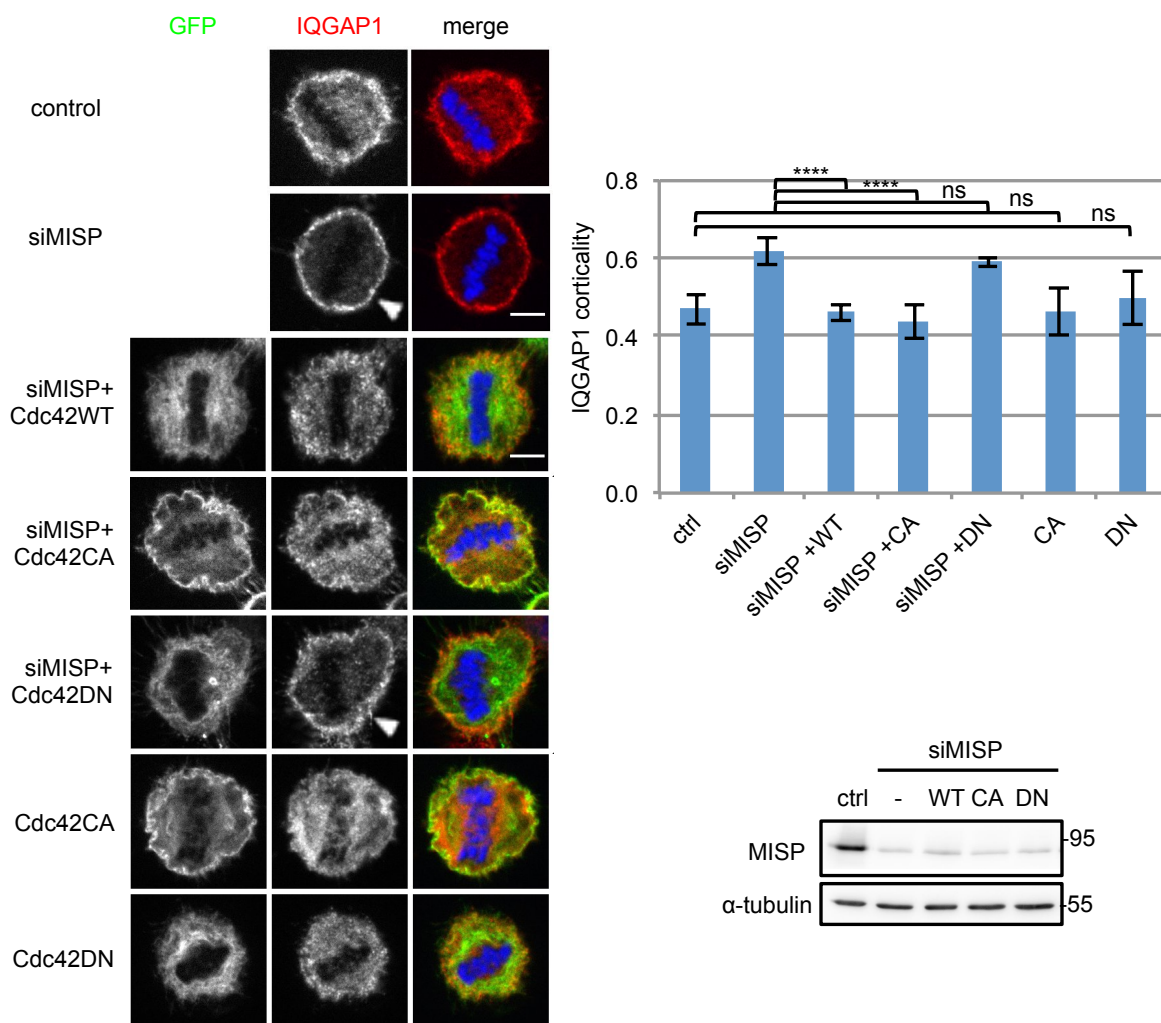 GFP IQGAP1 merge
control
siMISP
siMISP+
Cdc42WT
siMISP+
Cdc42CA
siMISP+
Cdc42DN
Cdc42CA
Cdc42DN
**** 
****
ns
ns
ns
IQGAP1 corticality
0.8
0.6
0.4
0.2
0.0
ctrl
siMISP
siMISP +WT
siMISP +CA
siMISP +DN
CA
DN
siMISP
ctrl - WT CA DN
MISP -95
α-tubulin -55